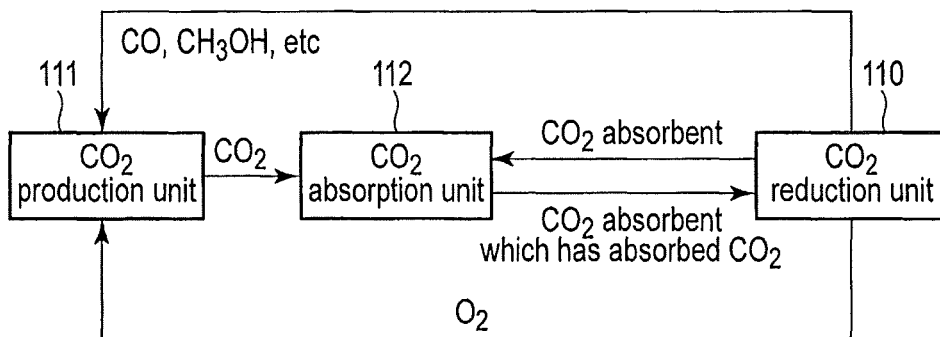 CO, CH₃OH, etc
111
112
110
CO₂
production unit
CO₂
CO₂
absorption unit
CO₂ absorbent
CO₂ absorbent
which has absorbed CO₂
CO₂
reduction unit
O₂